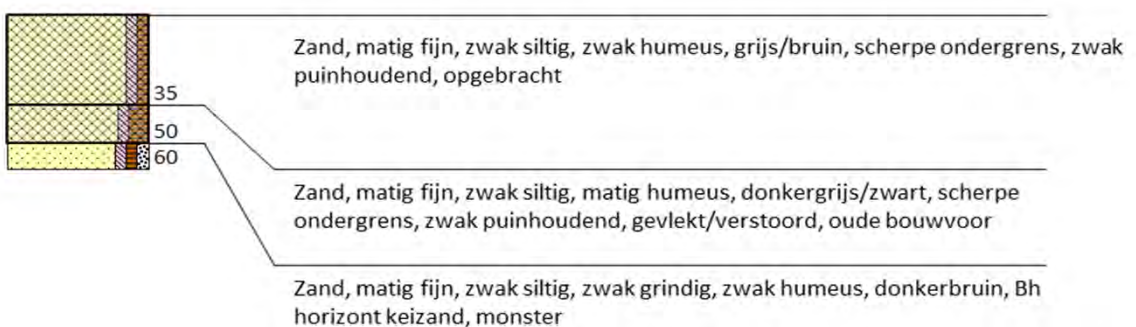 Zand, matig fijn, zwak siltig, zwak humeus, grijs/bruin, scherpe ondergrens, zwak
puinhoudend, opgebracht
35
50
60
Zand, matig fijn, zwak siltig, matig humeus, donkergrijs/zwart, scherpe
ondergrens, zwak puinhoudend, gevlekt/verstoord, oude bouwvoor
Zand, matig fijn, zwak siltig, zwak grindig, zwak humeus, donkerbruin, Bh
horizont keizand, monster